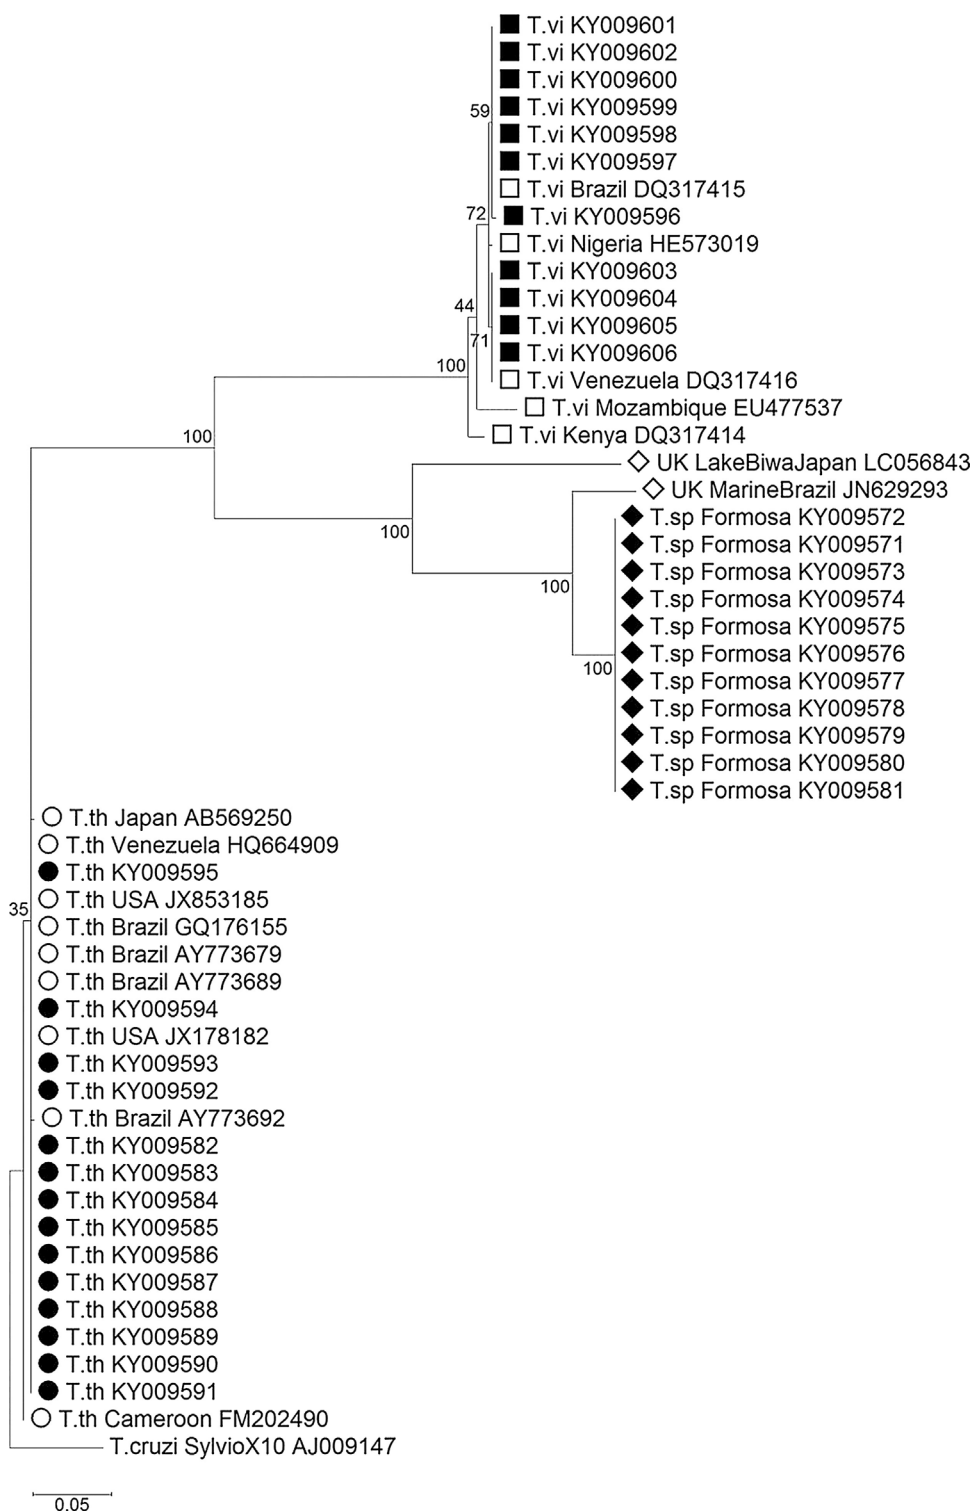 T.vi KY009601
T.vi KY009602
T.vi KY009600
T.vi KY009599
59
T.vi KY009598
T.vi KY009597
T.vi Brazil DQ317415
72
T.vi KY009596
T.vi Nigeria HE573019
T.vi KY009603
T.vi KY009604
44
T.vi KY009605
71
T.vi KY009606
100
T.vi Venezuela DQ317416
T.vi Mozambique EU477537
100
T.vi Kenya DQ317414
UK LakeBiwaJapan LC056843
UK MarineBrazil JN629293
T.sp Formosa KY009572
100
T.sp Formosa KY009571
T.sp Formosa KY009573
100
T.sp Formosa KY009574
T.sp Formosa KY009575
T.sp Formosa KY009576
100
T.sp Formosa KY009577
T.sp Formosa KY009578
T.sp Formosa KY009579
T.sp Formosa KY009580
T.sp Formosa KY009581
T.th Japan AB569250
T.th Venezuela HQ664909
T.th KY009595
T.th USA JX853185
35
T.th Brazil GQ176155
T.th Brazil AY773679
T.th Brazil AY773689
T.th KY009594
T.th USA JX178182
T.th KY009593
T.th KY009592
T.th Brazil AY773692
T.th KY009582
T.th KY009583
T.th KY009584
T.th KY009585
T.th KY009586
T.th KY009587
T.th KY009588
T.th KY009589
T.th KY009590
T.th KY009591
T.th Cameroon FM202490
T.cruzi SylvioX10 AJ009147
0.05